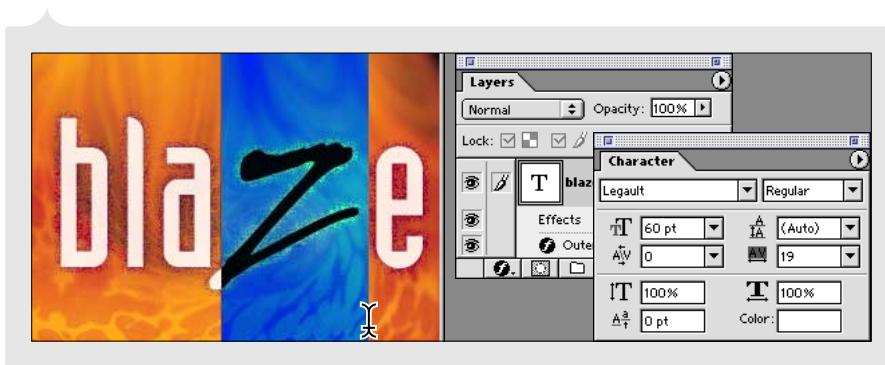 blaze
Layers
Normal Opacity: 100%
Lock:
T blaz
Effects
Oute
Character
Legault Regular
60 pt (Auto)
0 19
100% 100%
0 pt Color: